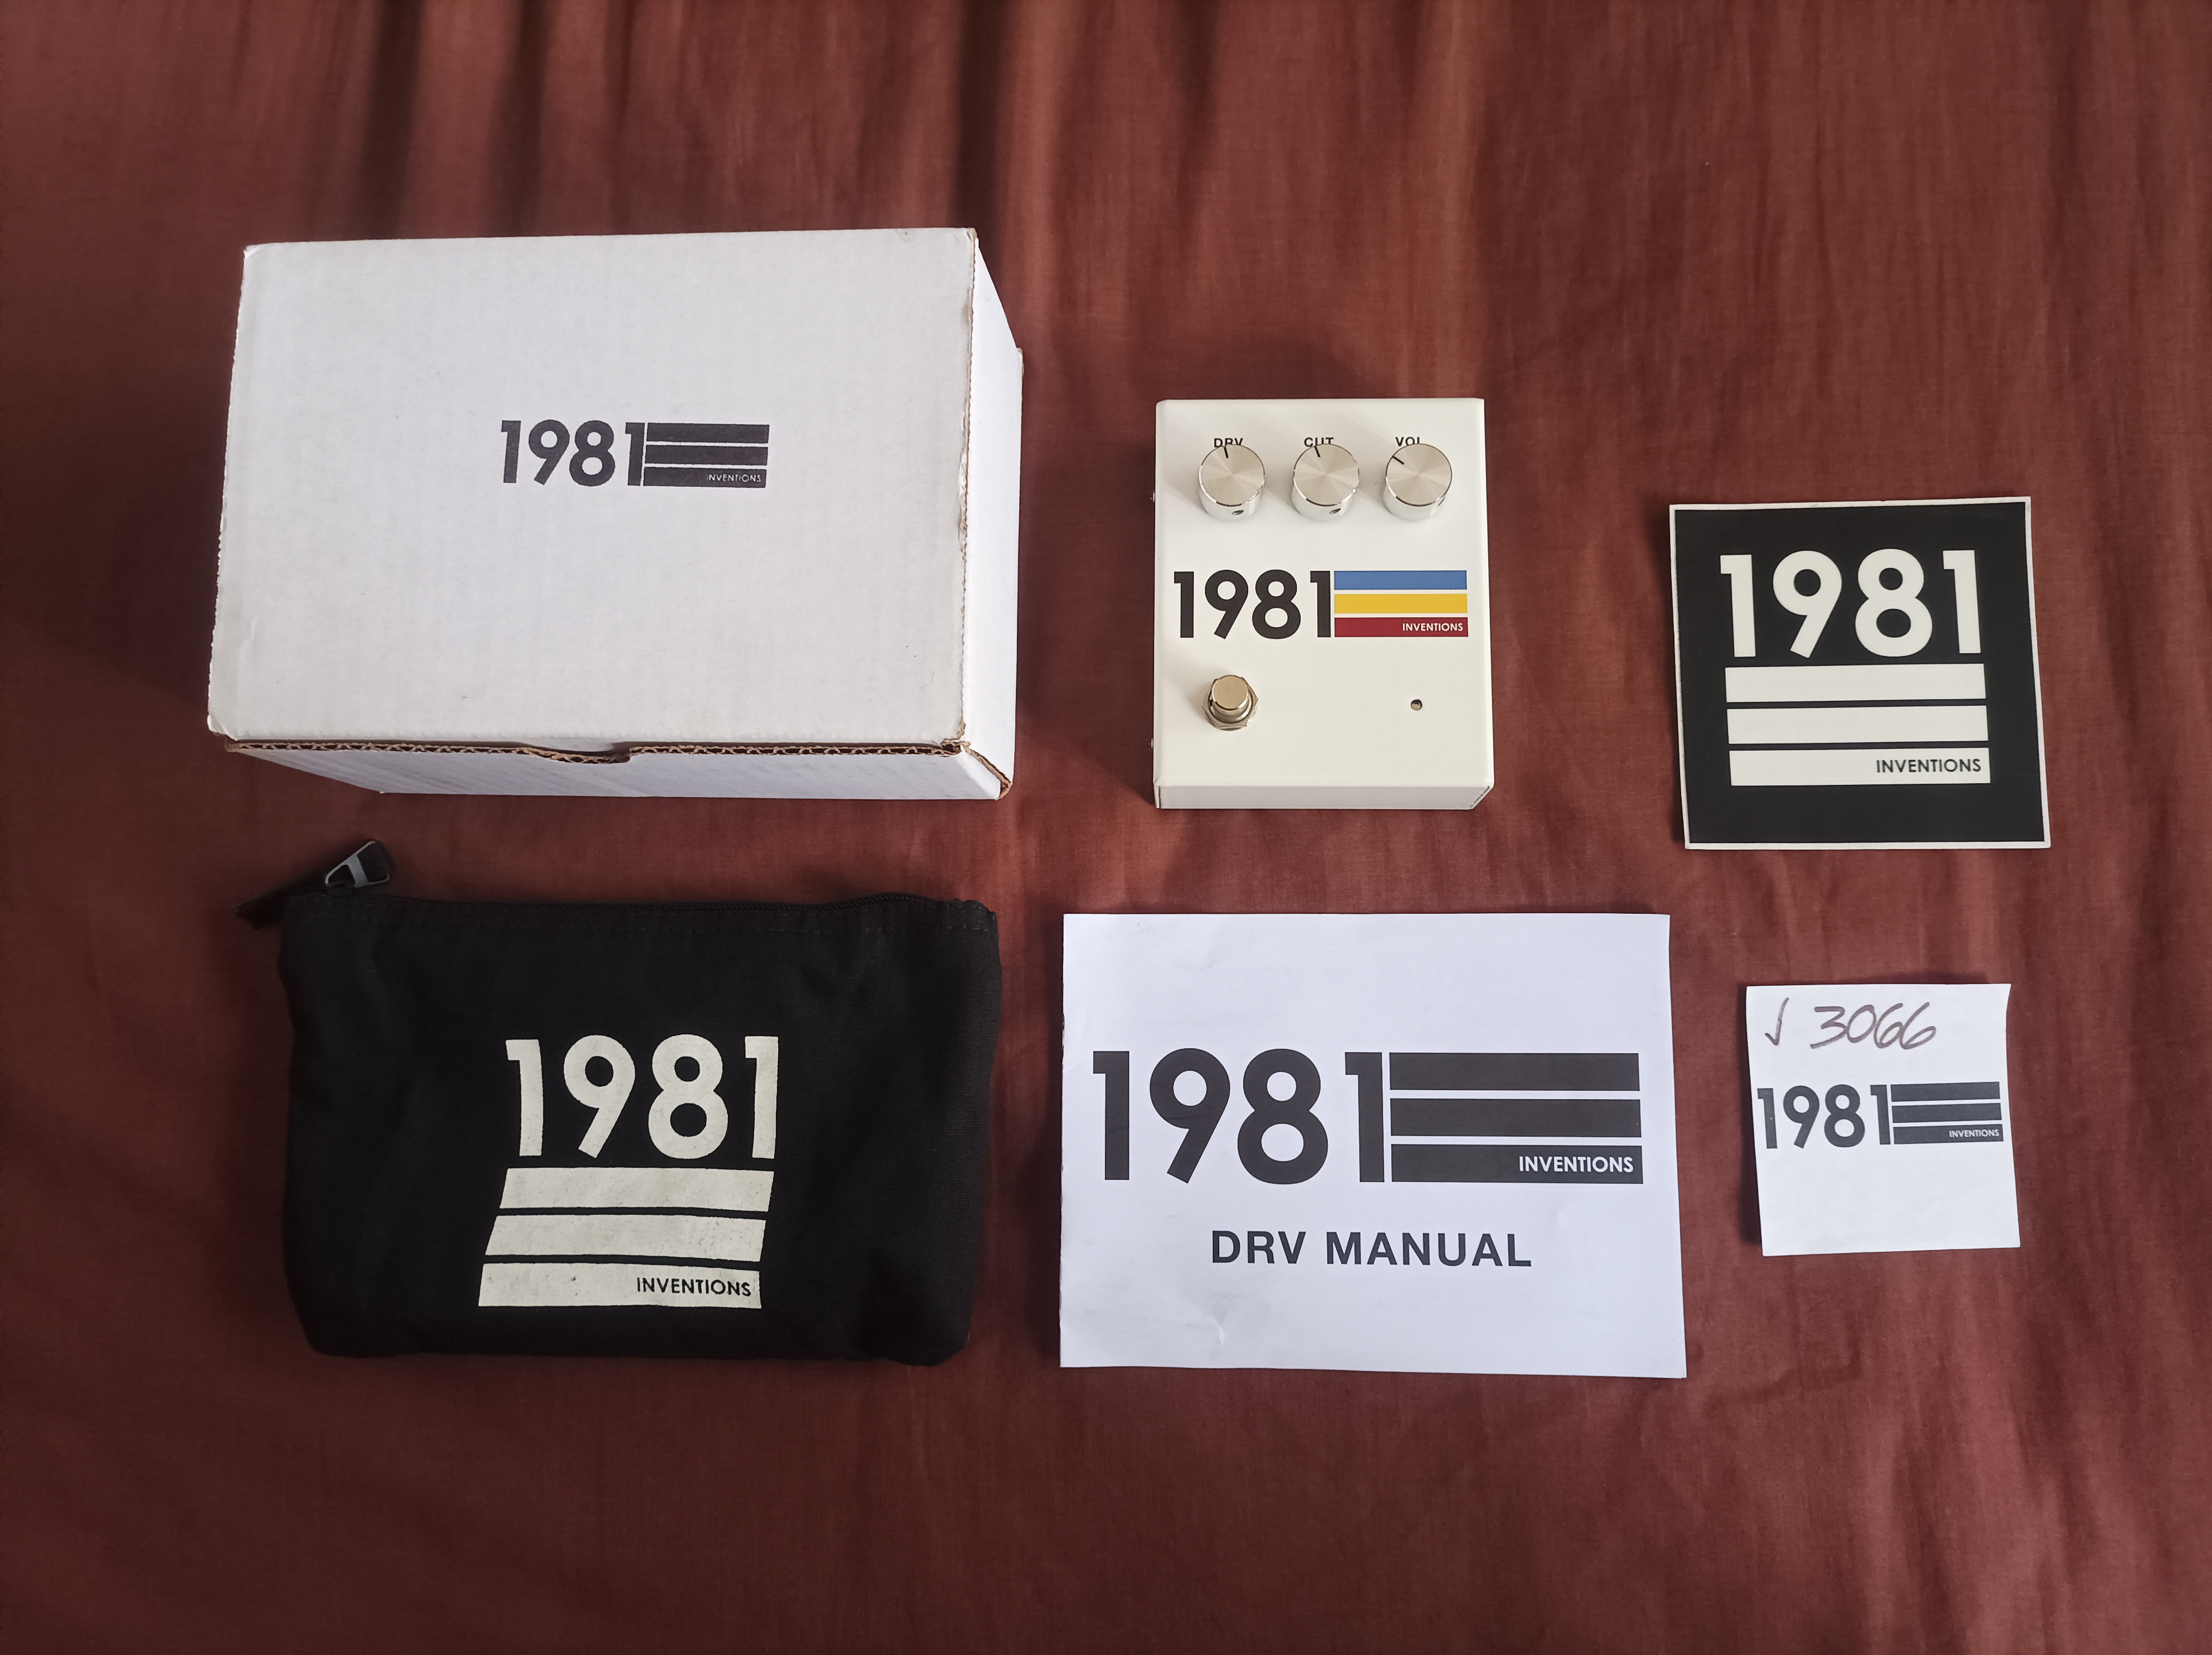 1981
INVENTIONS
DRV CUT VOL
1981
INVENTIONS
1981
INVENTIONS
1981
INVENTIONS
1981
INVENTIONS
DRV MANUAL
✓ 3066
1981
INVENTIONS